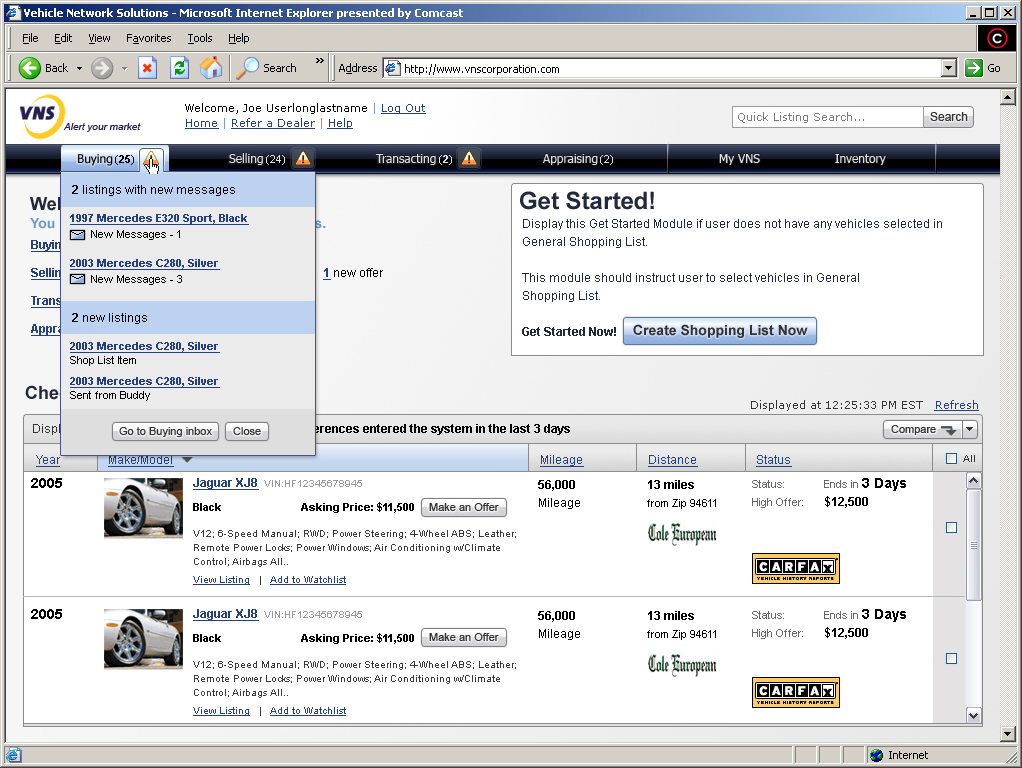 Vehicle Network Solutions - Microsoft Internet Explorer presented by Comcast
File Edit View Favorites Tools Help
Back Search » Address http://www.vnscorporation.com Go
VNS
Alert your market
Welcome, Joe Userlonglastname | Log Out
Home | Refer a Dealer | Help
Quick Listing Search... Search
Buying (25) Selling (24) Transacting (2) Appraising (2) My VNS Inventory
2 listings with new messages
1997 Mercedes E320 Sport, Black
New Messages - 1
2003 Mercedes C280, Silver
New Messages - 3
2 new listings
2003 Mercedes C280, Silver
Shop List Item
2003 Mercedes C280, Silver
Sent from Buddy
Go to Buying inbox Close
Wel
You s.
Buyin
Sellin 1 new offer
Trans
Appra
Get Started!
Display this Get Started Module if user does not have any vehicles selected in
General Shopping List.
This module should instruct user to select vehicles in General
Shopping List.
Get Started Now! Create Shopping List Now
Che
Displayed at 12:25:33 PM EST Refresh
Displ erences entered the system in the last 3 days Compare
Year Make/Model Mileage Distance Status All
2005 Jaguar XJ8 VIN:HF12345678945 56,000 13 miles Status: Ends in 3 Days
Black Asking Price: $11,500 Make an Offer Mileage from Zip 94611 High Offer: $12,500
V12; 6-Speed Manual; RWD; Power Steering; 4-Wheel ABS; Leather;
Remote Power Locks; Power Windows; Air Conditioning w/Climate
Control; Airbags All..
Cole European
CARFAX
VEHICLE HISTORY REPORTS
View Listing | Add to Watchlist
2005 Jaguar XJ8 VIN:HF12345678945 56,000 13 miles Status: Ends in 3 Days
Black Asking Price: $11,500 Make an Offer Mileage from Zip 94611 High Offer: $12,500
V12; 6-Speed Manual; RWD; Power Steering; 4-Wheel ABS; Leather;
Remote Power Locks; Power Windows; Air Conditioning w/Climate
Control; Airbags All..
Cole European
CARFAX
VEHICLE HISTORY REPORTS
View Listing | Add to Watchlist
Internet